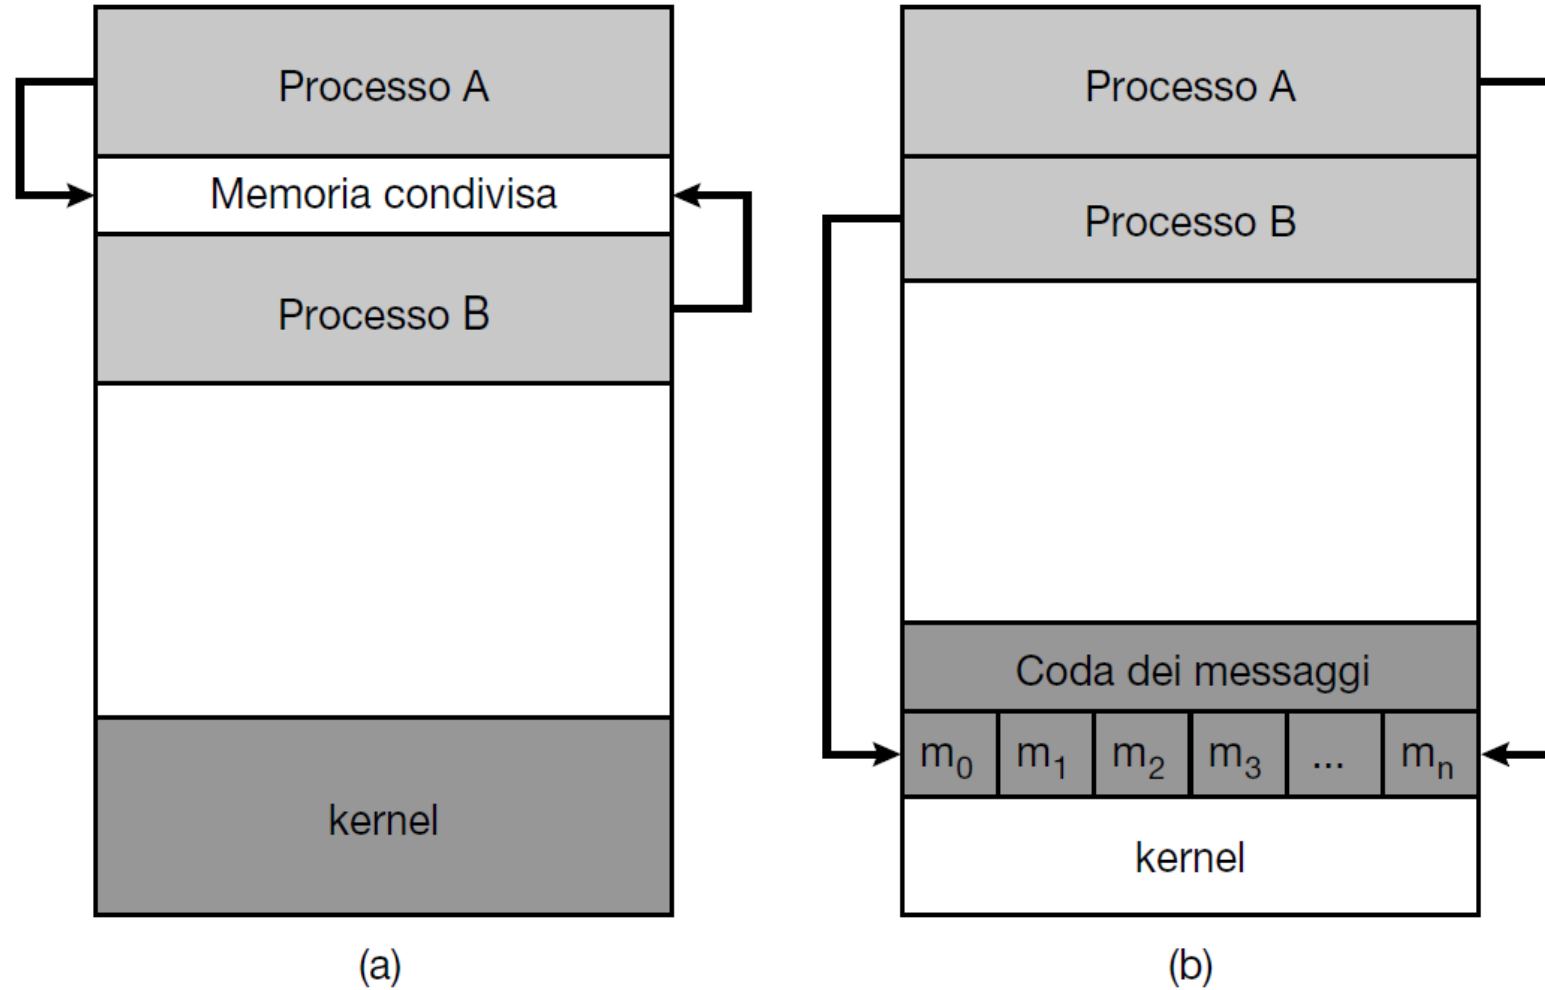 Processo A
Memoria condivisa
Processo B
kernel
(a)
Processo A
Processo B
Coda dei messaggi
m0 m1 m2 m3 ... mn
kernel
(b)